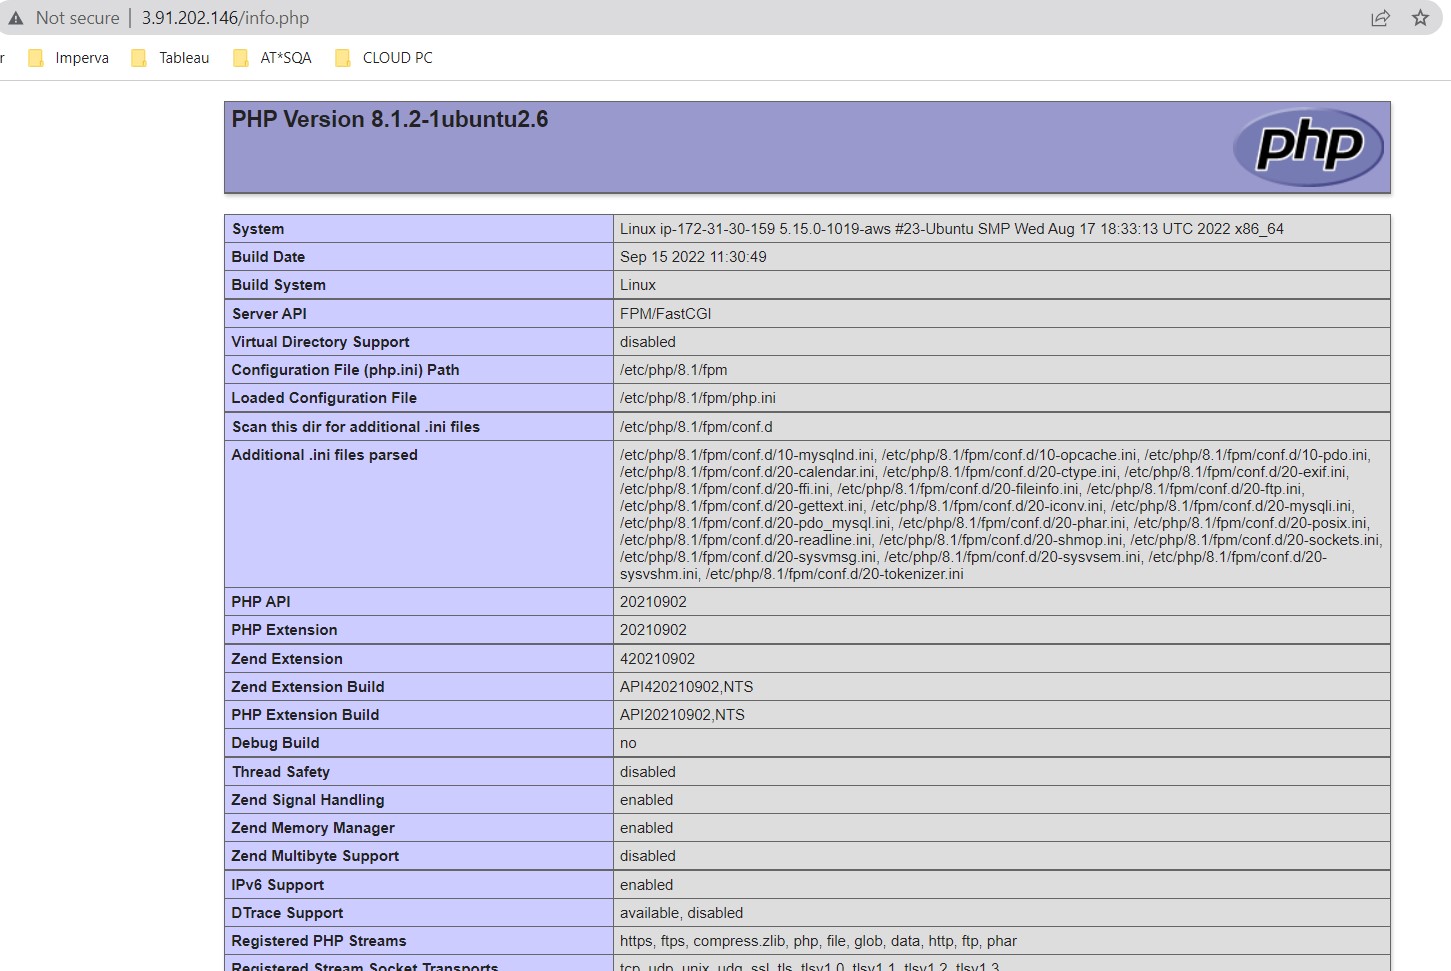 Not secure | 3.91.202.146/info.php
r Imperva Tableau AT*SQA CLOUD PC
PHP Version 8.1.2-1ubuntu2.6
php
System Linux ip-172-31-30-159 5.15.0-1019-aws #23-Ubuntu SMP Wed Aug 17 18:33:13 UTC 2022 x86_64
Build Date Sep 15 2022 11:30:49
Build System Linux
Server API FPM/FastCGI
Virtual Directory Support disabled
Configuration File (php.ini) Path /etc/php/8.1/fpm
Loaded Configuration File /etc/php/8.1/fpm/php.ini
Scan this dir for additional .ini files /etc/php/8.1/fpm/conf.d
Additional .ini files parsed /etc/php/8.1/fpm/conf.d/10-mysqlnd.ini, /etc/php/8.1/fpm/conf.d/10-opcache.ini, /etc/php/8.1/fpm/conf.d/10-pdo.ini,
/etc/php/8.1/fpm/conf.d/20-calendar.ini, /etc/php/8.1/fpm/conf.d/20-ctype.ini, /etc/php/8.1/fpm/conf.d/20-exif.ini,
/etc/php/8.1/fpm/conf.d/20-ffi.ini, /etc/php/8.1/fpm/conf.d/20-fileinfo.ini, /etc/php/8.1/fpm/conf.d/20-ftp.ini,
/etc/php/8.1/fpm/conf.d/20-gettext.ini, /etc/php/8.1/fpm/conf.d/20-iconv.ini, /etc/php/8.1/fpm/conf.d/20-mysqli.ini,
/etc/php/8.1/fpm/conf.d/20-pdo_mysql.ini, /etc/php/8.1/fpm/conf.d/20-phar.ini, /etc/php/8.1/fpm/conf.d/20-posix.ini,
/etc/php/8.1/fpm/conf.d/20-readline.ini, /etc/php/8.1/fpm/conf.d/20-shmop.ini, /etc/php/8.1/fpm/conf.d/20-sockets.ini,
/etc/php/8.1/fpm/conf.d/20-sysvmsg.ini, /etc/php/8.1/fpm/conf.d/20-sysvsem.ini, /etc/php/8.1/fpm/conf.d/20-
sysvshm.ini, /etc/php/8.1/fpm/conf.d/20-tokenizer.ini
PHP API 20210902
PHP Extension 20210902
Zend Extension 420210902
Zend Extension Build API420210902,NTS
PHP Extension Build API20210902,NTS
Debug Build no
Thread Safety disabled
Zend Signal Handling enabled
Zend Memory Manager enabled
Zend Multibyte Support disabled
IPv6 Support enabled
DTrace Support available, disabled
Registered PHP Streams https, ftps, compress.zlib, php, file, glob, data, http, ftp, phar
Registered Stream Socket Transports tcp, udp, unix, udg, ssl, tls, tlsv1.0, tlsv1.1, tlsv1.2, tlsv1.3